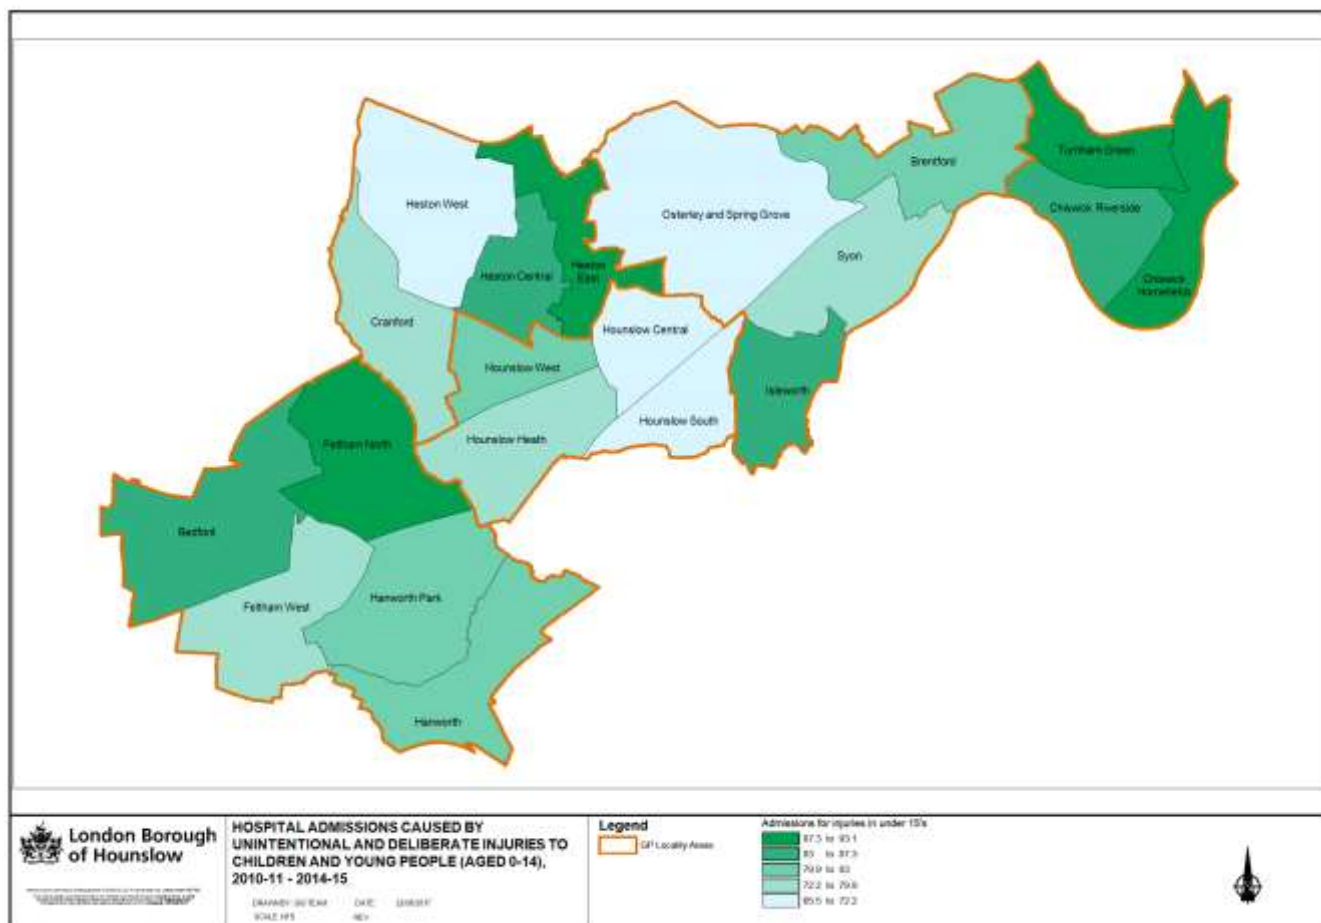 Turnham Green
Brentford
Heston West
Chiswick Riverside
Osterley and Spring Grove
Syon
Heston Central
Heston East
Chiswick Homefields
Cranford
Hounslow Central
Hounslow West
Isleworth
Hounslow South
Hounslow Heath
Feltham North
Bedfont
Hanworth Park
Feltham West
Hanworth
London Borough
of Hounslow
HOSPITAL ADMISSIONS CAUSED BY
UNINTENTIONAL AND DELIBERATE INJURIES TO
CHILDREN AND YOUNG PEOPLE (AGED 0-14),
2010-11 - 2014-15
DATE
Legend
GP Locality Areas
Admissions for injuries in under 15's
87.5 to 93.1
83 to 87.5
79.9 to 83
72.2 to 79.9
65.5 to 72.2